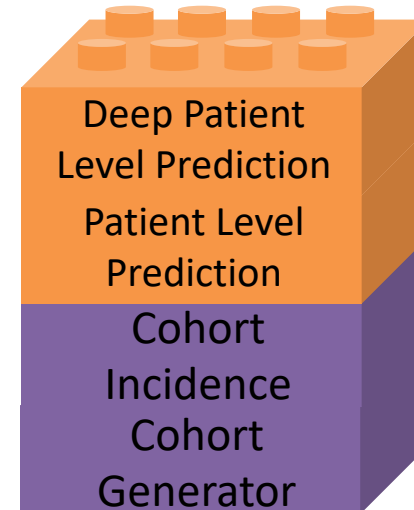 Deep Patient
Level Prediction
Patient Level
Prediction
Cohort
Incidence
Cohort
Generator